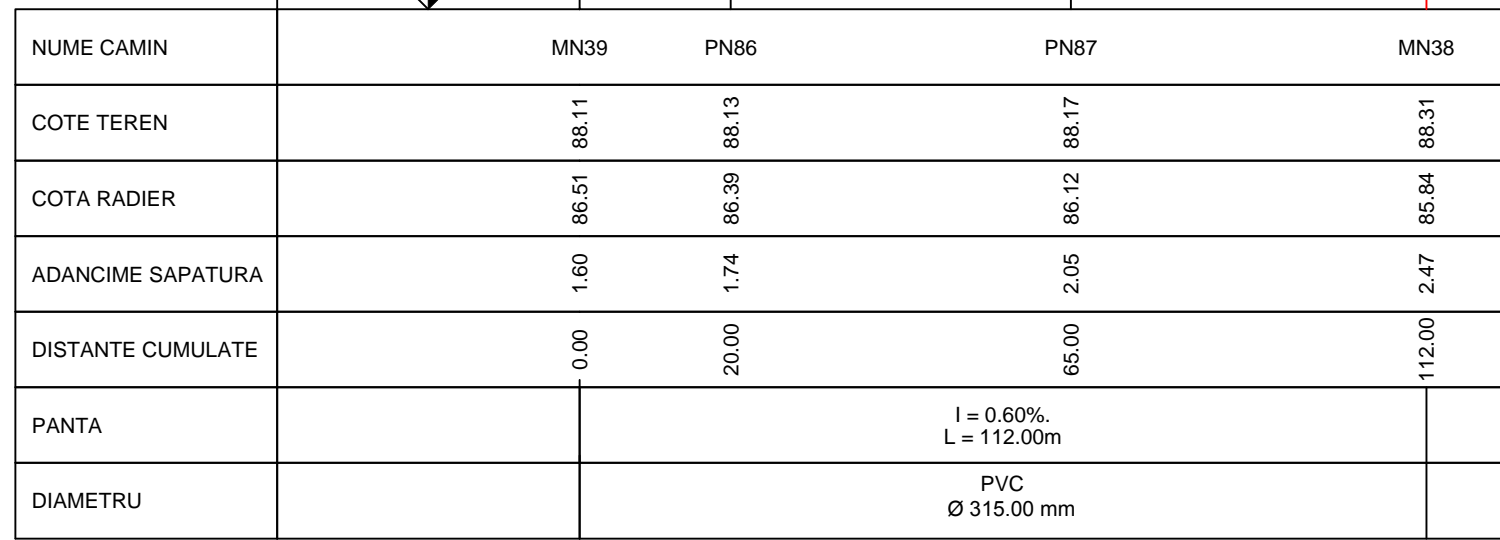 NUME CAMIN MN39 PN86 PN87 MN38
COTE TEREN 88.11 88.13 88.17 88.31
COTA RADIER 86.51 86.39 86.12 85.84
ADANCIME SAPATURA 1.60 1.74 2.05 2.47
DISTANTE CUMULATE 0.00 20.00 65.00 112.00
PANTA
I = 0.60%.
L = 112.00m
DIAMETRU
PVC
Ø 315.00 mm